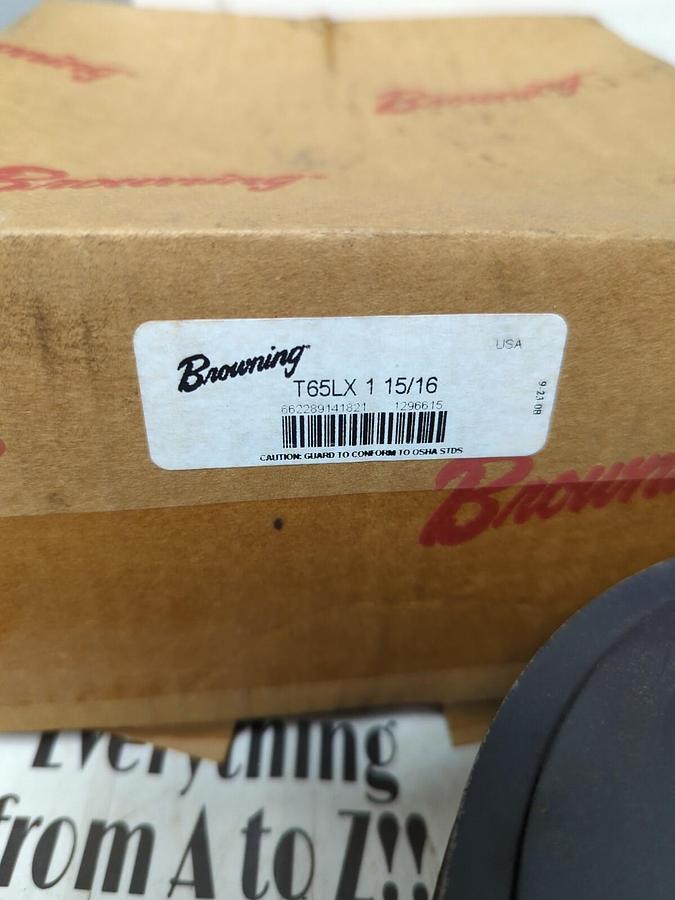 Browning
Browning
Browning
USA
T65LX 1 15/16
662289141821 1296615
9 23 08
CAUTION: GUARD TO CONFORM TO OSHA STDS
Browning
Everything
from A to Z!!